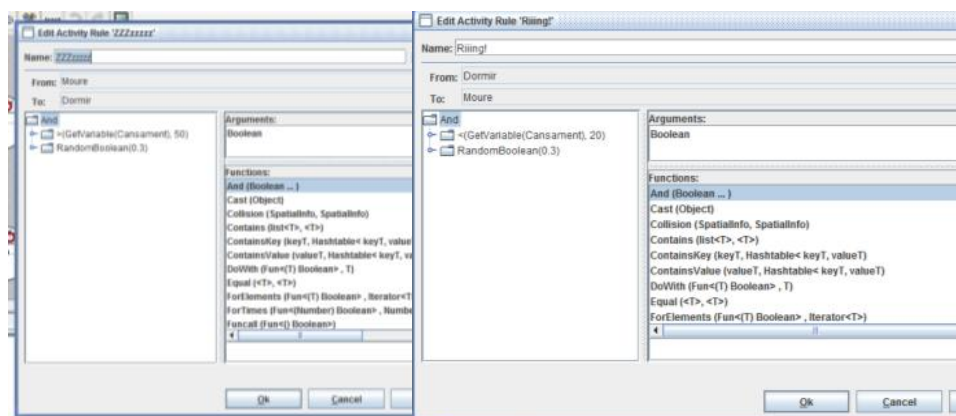 Edit Activity Rule 'ZZZzzzzz'
Name: ZZZzzzzz
From: Moure
To: Dormir
And
>(GetVariable(Cansament), 50)
RandomBoolean(0.3)
Arguments:
Boolean
Functions:
And (Boolean ... )
Cast (Object)
Collision (SpatialInfo, SpatialInfo)
Contains (list<T>, <T>)
ContainsKey (keyT, Hashtable< keyT, value
ContainsValue (valueT, Hashtable< keyT, va
DoWith (Fun<(T) Boolean> , T)
Equal (<T>, <T>)
ForElements (Fun<(T) Boolean> , Iterator<T
ForTimes (Fun<(Number) Boolean> , Numbe
Funcall (Fun<() Boolean>)
Ok Cancel
Edit Activity Rule 'Riiing!'
Name: Riiing!
From: Dormir
To: Moure
And
<(GetVariable(Cansament), 20)
RandomBoolean(0.3)
Arguments:
Boolean
Functions:
And (Boolean ... )
Cast (Object)
Collision (SpatialInfo, SpatialInfo)
Contains (list<T>, <T>)
ContainsKey (keyT, Hashtable< keyT, valueT)
ContainsValue (valueT, Hashtable< keyT, valueT)
DoWith (Fun<(T) Boolean> , T)
Equal (<T>, <T>)
ForElements (Fun<(T) Boolean> , Iterator<T>)
Ok Cancel